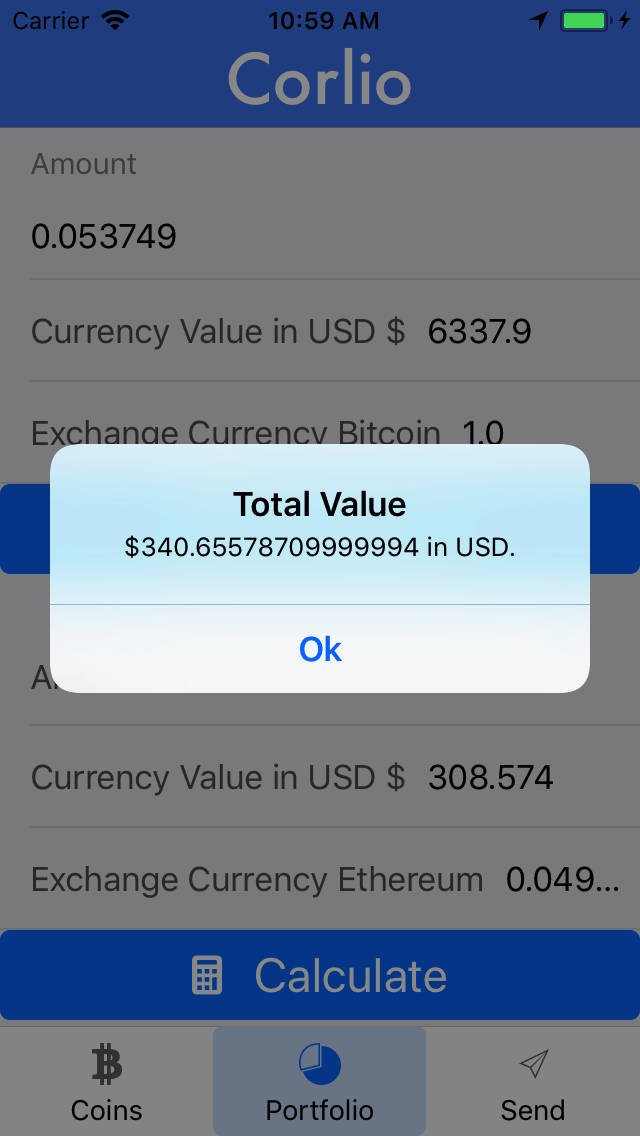 Carrier 10:59 AM
Corlio
Amount
0.053749
Currency Value in USD $ 6337.9
Exchange Currency Bitcoin 1.0
Total Value
$340.65578709999994 in USD.
Ok
Currency Value in USD $ 308.574
Exchange Currency Ethereum 0.049...
Calculate
Coins Portfolio Send